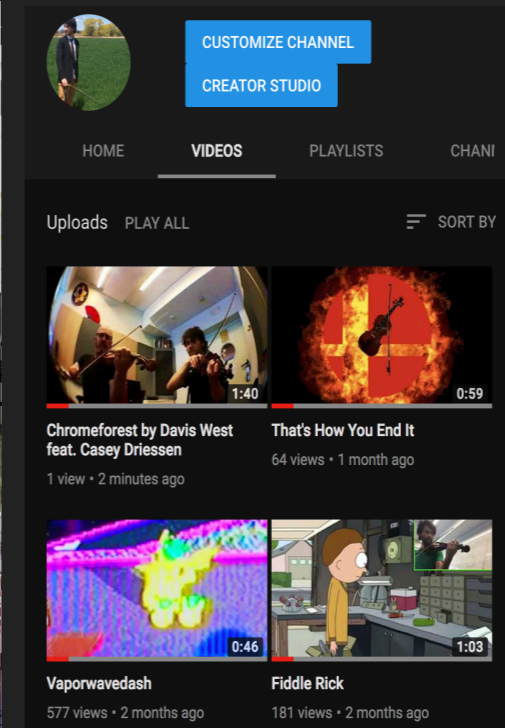 CUSTOMIZE CHANNEL
CREATOR STUDIO
HOME VIDEOS PLAYLISTS CHANI
Uploads PLAY ALL SORT BY
1:40 0:59
Chromeforest by Davis West
feat. Casey Driessen
1 view • 2 minutes ago
That's How You End It
64 views • 1 month ago
0:46 1:03
Vaporwavedash
577 views • 2 months ago
Fiddle Rick
181 views • 2 months ago